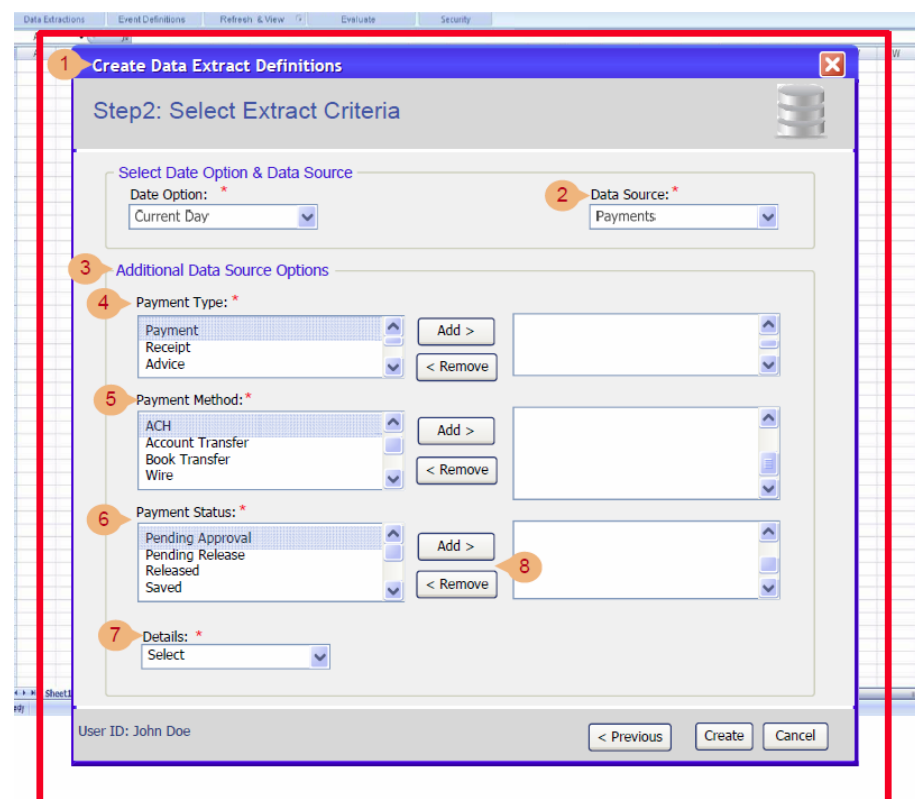 Data Extractions Event Definitions Refresh & View Evaluate Security
W
1 Create Data Extract Definitions
Step2: Select Extract Criteria
Select Date Option & Data Source
Date Option: * 2 Data Source: *
Current Day Payments
3 Additional Data Source Options
4 Payment Type: *
Payment
Receipt
Advice
Add >
< Remove
5 Payment Method: *
ACH
Account Transfer
Book Transfer
Wire
Add >
< Remove
6 Payment Status: *
Pending Approval
Pending Release
Released
Saved
Add >
8
< Remove
7 Details: *
Select
Sheet1
User ID: John Doe < Previous Create Cancel